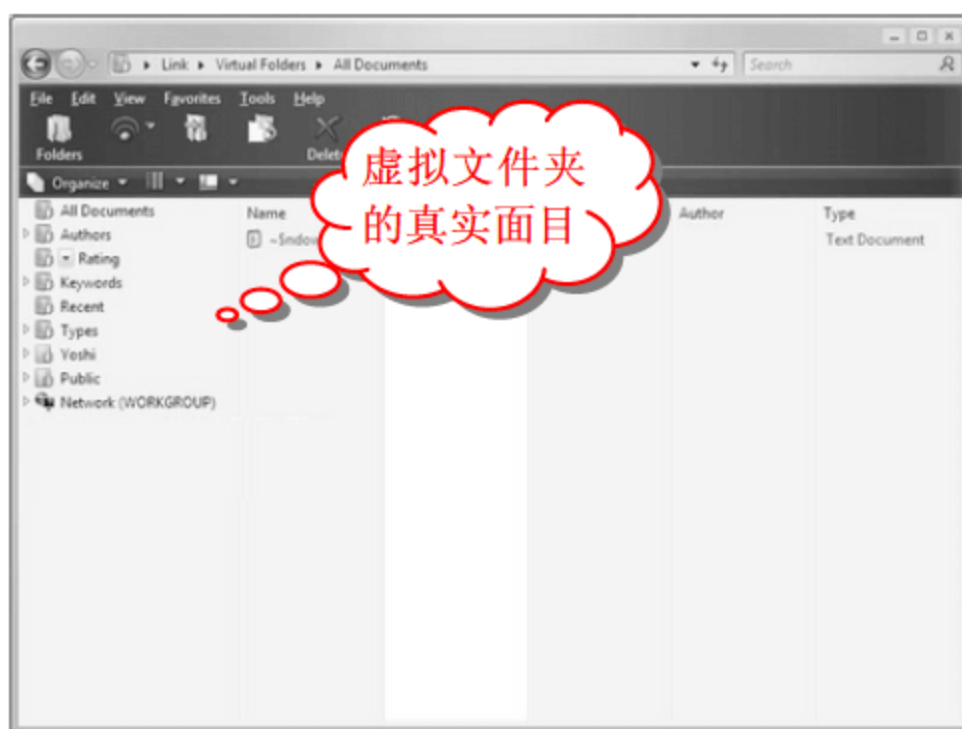 Link ▸ Virtual Folders ▸ All Documents
Search
File Edit View Favorites Tools Help
Folders
Organize
虚拟文件夹
的真实面目
All Documents
Authors
Rating
Keywords
Recent
Types
Yoshi
Public
Network (WORKGROUP)
Name Author Type
Text Document